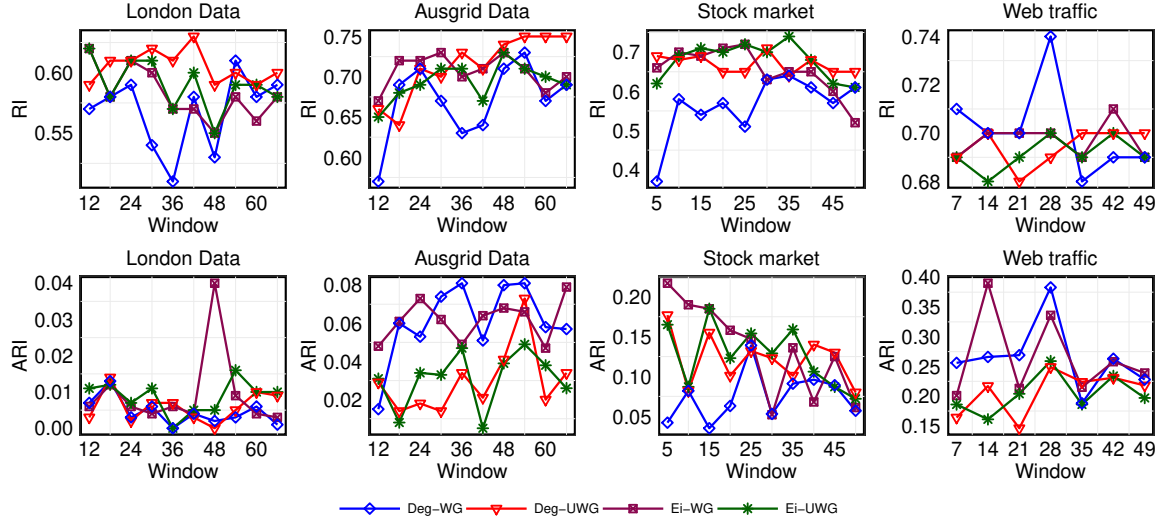 London Data
Ausgrid Data
Stock market
Web traffic
RI
0.60
0.55
12 24 36 48 60
Window
RI
0.75
0.70
0.65
0.60
12 24 36 48 60
Window
RI
0.7
0.6
0.5
0.4
5 15 25 35 45
Window
RI
0.74
0.72
0.70
0.68
7 14 21 28 35 42 49
Window
London Data
Ausgrid Data
Stock market
Web traffic
ARI
0.04
0.03
0.02
0.01
0.00
12 24 36 48 60
Window
ARI
0.08
0.06
0.04
0.02
12 24 36 48 60
Window
ARI
0.20
0.15
0.10
0.05
5 15 25 35 45
Window
ARI
0.40
0.30
0.25
0.20
0.15
7 14 21 28 35 42 49
Window
Deg-WG Deg-UWG Ei-WG Ei-UWG